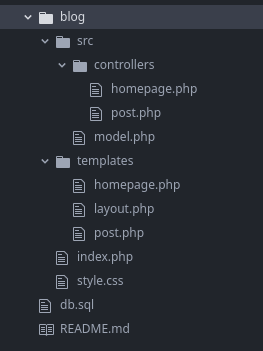 blog
src
controllers
homepage.php
post.php
model.php
templates
homepage.php
layout.php
post.php
index.php
style.css
db.sql
README.md